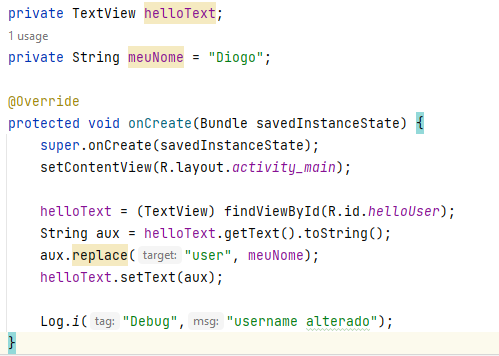 private TextView helloText;
1 usage
private String meuNome = "Diogo";
@Override
protected void onCreate(Bundle savedInstanceState) {
super.onCreate(savedInstanceState);
setContentView(R.layout.activity_main);
helloText = (TextView) findViewById(R.id.helloUser);
String aux = helloText.getText().toString();
aux.replace( target: "user", meuNome);
helloText.setText(aux);
Log.i( tag: "Debug", msg: "username alterado");
}